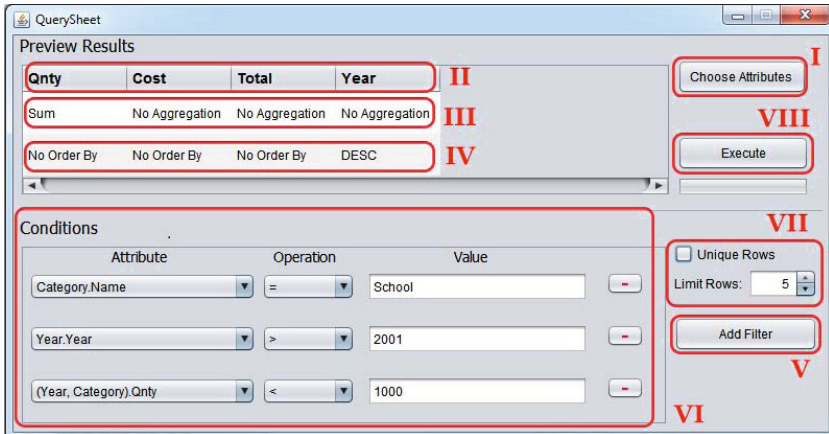 QuerySheet
Preview Results
I
Qnty Cost Total Year II
Choose Attributes
Sum No Aggregation No Aggregation No Aggregation III
VIII
No Order By No Order By No Order By DESC IV
Execute
Conditions
VII
Attribute Operation Value
Unique Rows
Category.Name = School -
Limit Rows: 5
Year.Year > 2001 -
Add Filter
V
(Year, Category).Qnty < 1000 -
VI